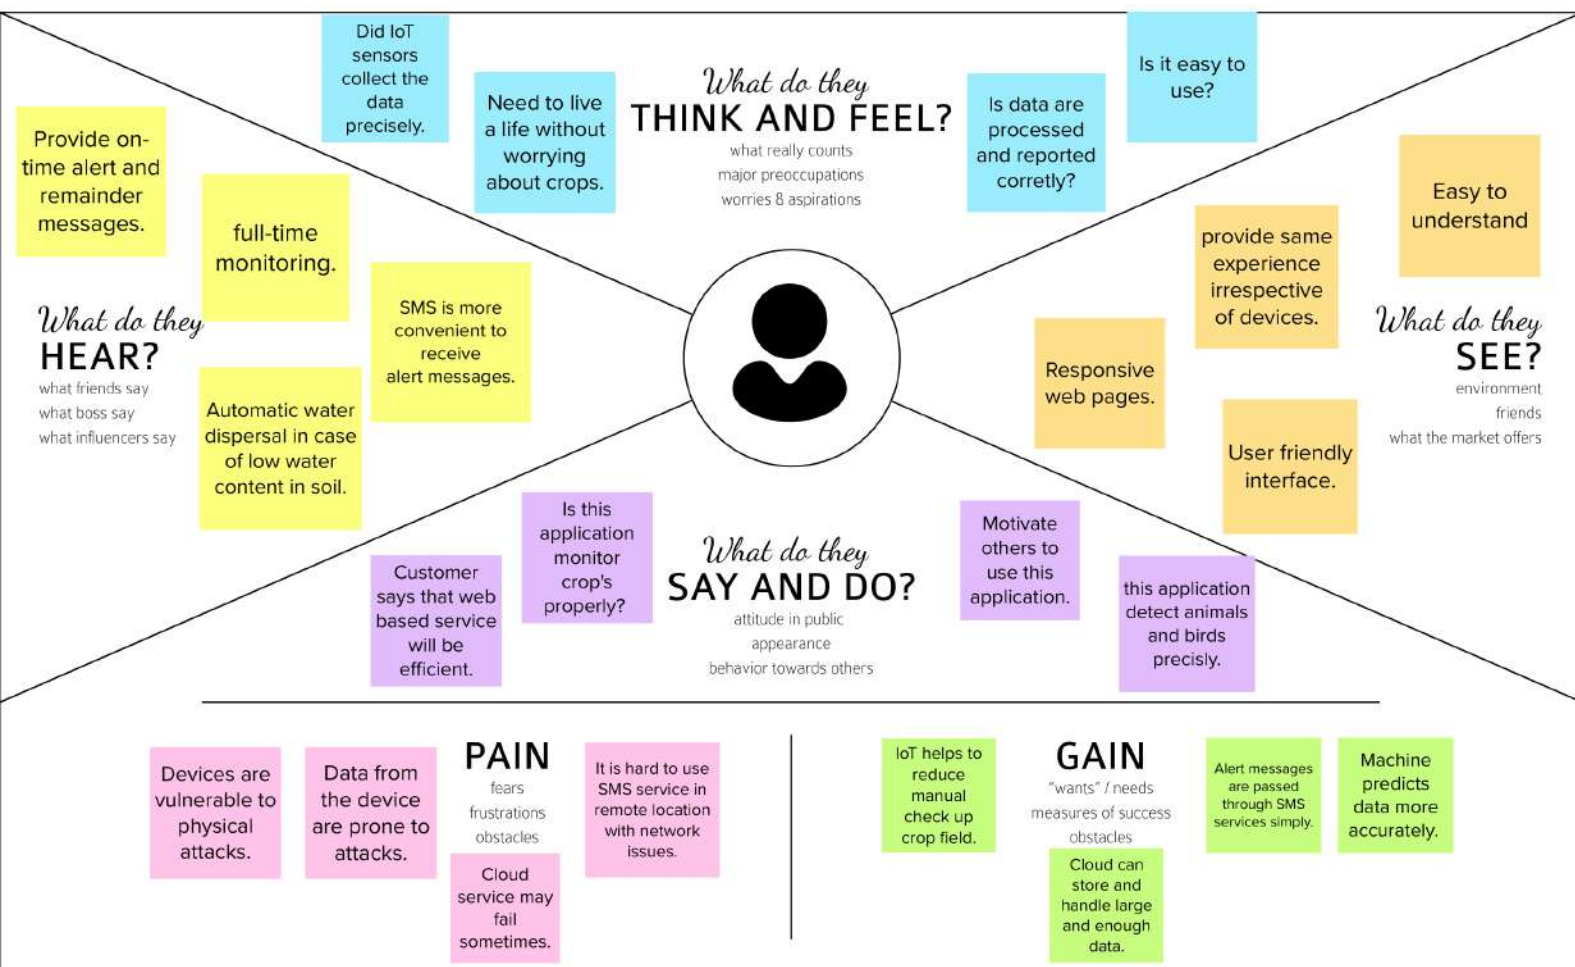 What do they
THINK AND FEEL?
what really counts
major preoccupations
worries & aspirations
Did IoT
sensors
collect the
data
precisely.
Need to live
a life without
worrying
about crops.
Is data are
processed
and reported
corretly?
Is it easy to
use?
What do they
HEAR?
what friends say
what boss say
what influencers say
Provide on-
time alert and
remainder
messages.
full-time
monitoring.
SMS is more
convenient to
receive
alert messages.
Automatic water
dispersal in case
of low water
content in soil.
What do they
SEE?
environment
friends
what the market offers
Easy to
understand
provide same
experience
irrespective
of devices.
Responsive
web pages.
User friendly
interface.
What do they
SAY AND DO?
attitude in public
appearance
behavior towards others
Customer
says that web
based service
will be
efficient.
Is this
application
monitor
crop's
properly?
Motivate
others to
use this
application.
this application
detect animals
and birds
precisly.
PAIN
fears
frustrations
obstacles
Devices are
vulnerable to
physical
attacks.
Data from
the device
are prone to
attacks.
It is hard to use
SMS service in
remote location
with network
issues.
Cloud
service may
fail
sometimes.
GAIN
"wants" / needs
measures of success
obstacles
IoT helps to
reduce
manual
check up
crop field.
Alert messages
are passed
through SMS
services simply.
Machine
predicts
data more
accurately.
Cloud can
store and
handle large
and enough
data.